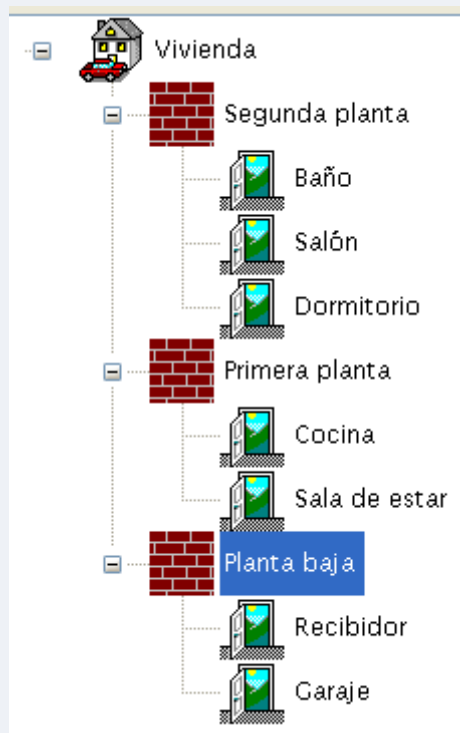 Vivienda
Segunda planta
Baño
Salón
Dormitorio
Primera planta
Cocina
Sala de estar
Planta baja
Recibidor
Garaje